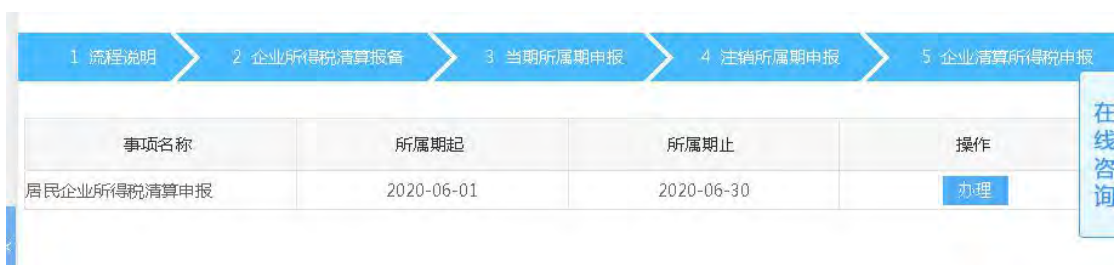 1 流程说明 2 企业所得税清算报备 3 当期所属期申报 4 注销所属期申报 5 企业清算所得税申报
事项名称 所属期起 所属期止 操作
居民企业所得税清算申报 2020-06-01 2020-06-30 办理
在线咨询